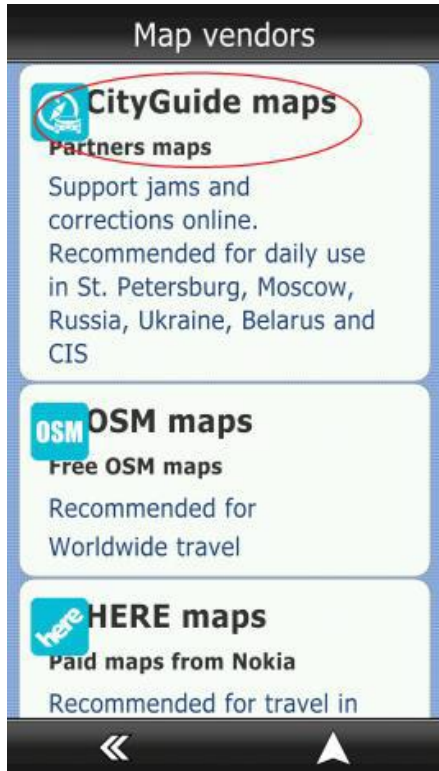 Map vendors
CityGuide maps
Partners maps
Support jams and
corrections online.
Recommended for daily use
in St. Petersburg, Moscow,
Russia, Ukraine, Belarus and
CIS
OSM
OSM maps
Free OSM maps
Recommended for
Worldwide travel
here
HERE maps
Paid maps from Nokia
Recommended for travel in